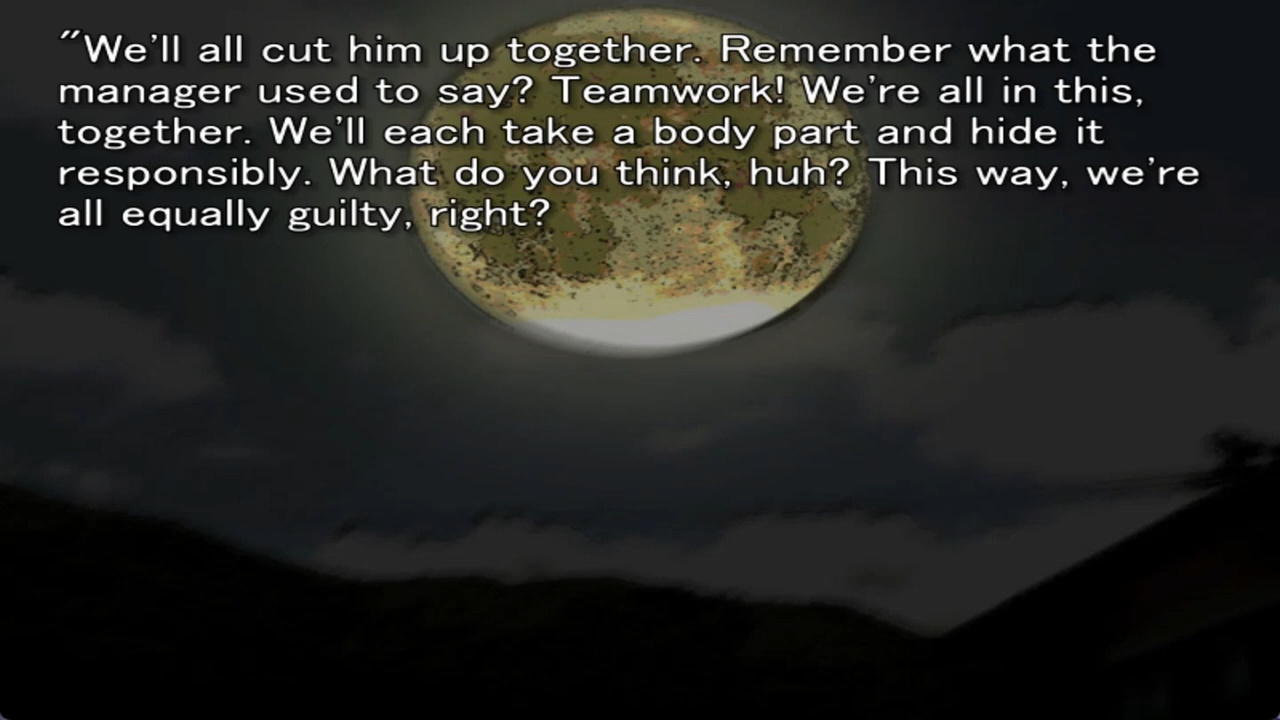 "We'll all cut him up together. Remember what the
manager used to say? Teamwork! We're all in this,
together. We'll each take a body part and hide it
responsibly. What do you think, huh? This way, we're
all equally guilty, right?